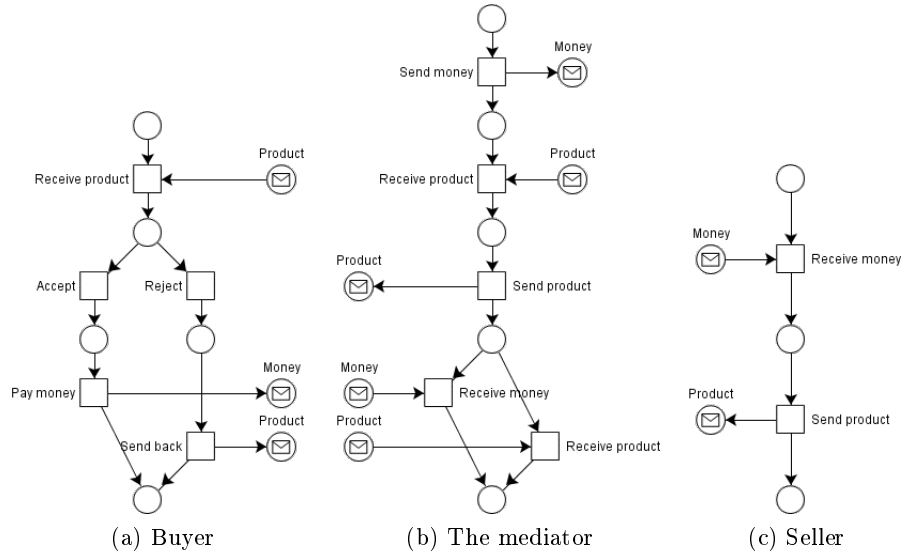 Money
Send money
Product
Receive product
Product
Receive product
Money
Receive money
Product
Accept
Reject
Send product
Money
Money
Product
Pay money
Receive money
Send product
Product
Product
Send back
Receive product
(a) Buyer
(b) The mediator
(c) Seller